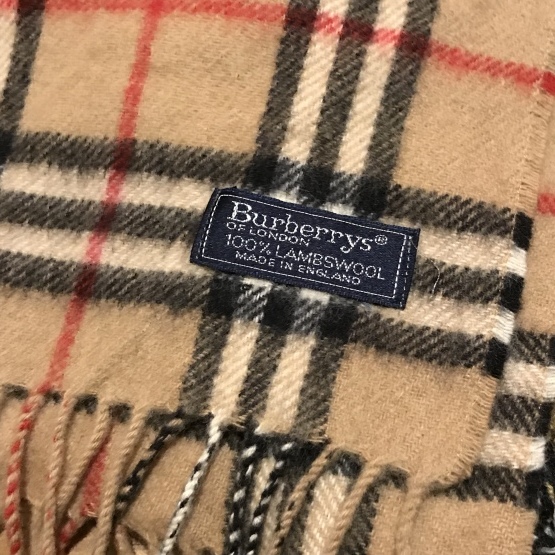 Burberrys®
OF LONDON
100% LAMBSWOOL
MADE IN ENGLAND